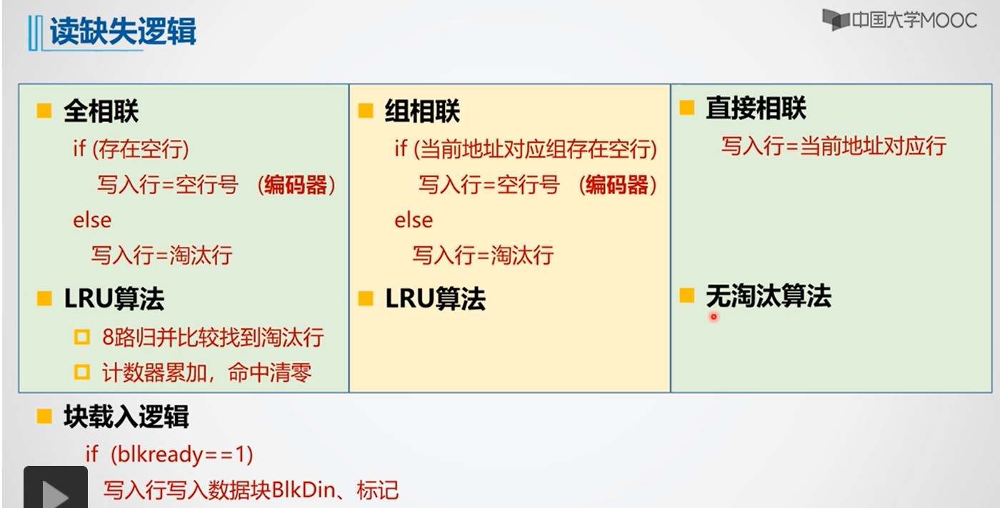 读缺失逻辑
中国大学MOOC
全相联
if (存在空行)
写入行=空行号 （编码器）
else
写入行=淘汰行
LRU算法
8路归并比较找到淘汰行
计数器累加，命中清零
组相联
if (当前地址对应组存在空行)
写入行=空行号 （编码器）
else
写入行=淘汰行
LRU算法
直接相联
写入行=当前地址对应行
无淘汰算法
块载入逻辑
if (blkready==1)
写入行写入数据块BlkDin、标记